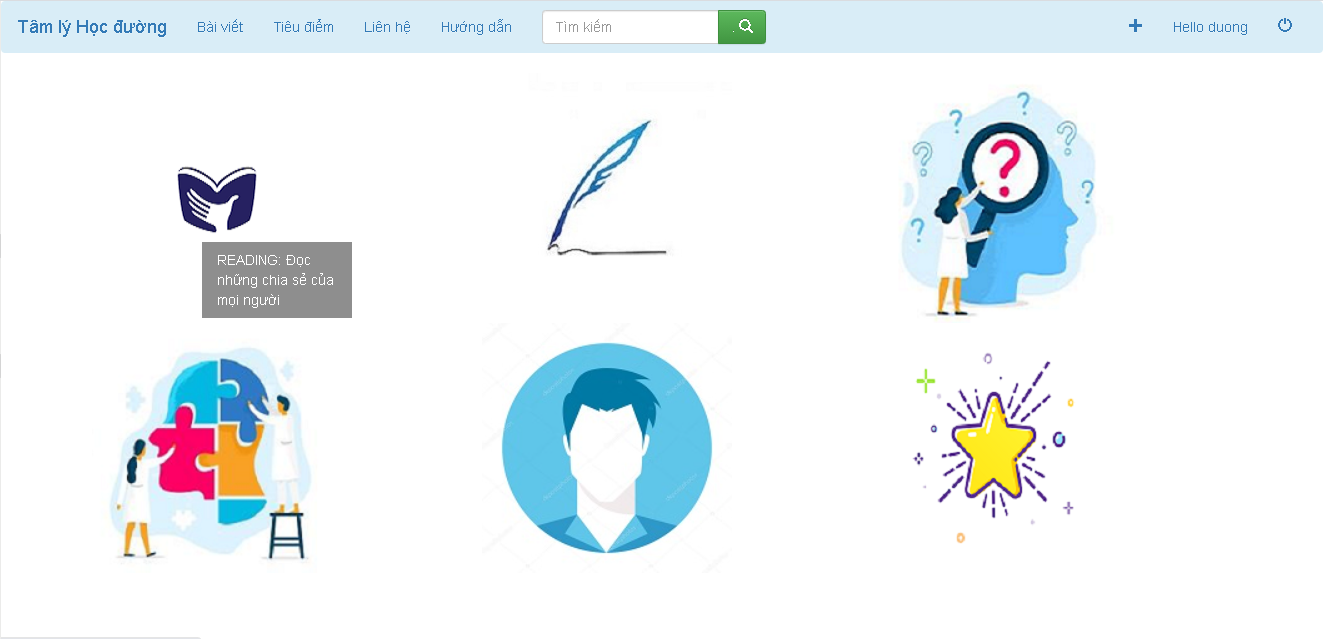 Tâm lý Học đường
Bài viết
Tiêu điểm
Liên hệ
Hướng dẫn
Tìm kiếm
Hello duong
READING: Đọc
những chia sẻ của
mọi người